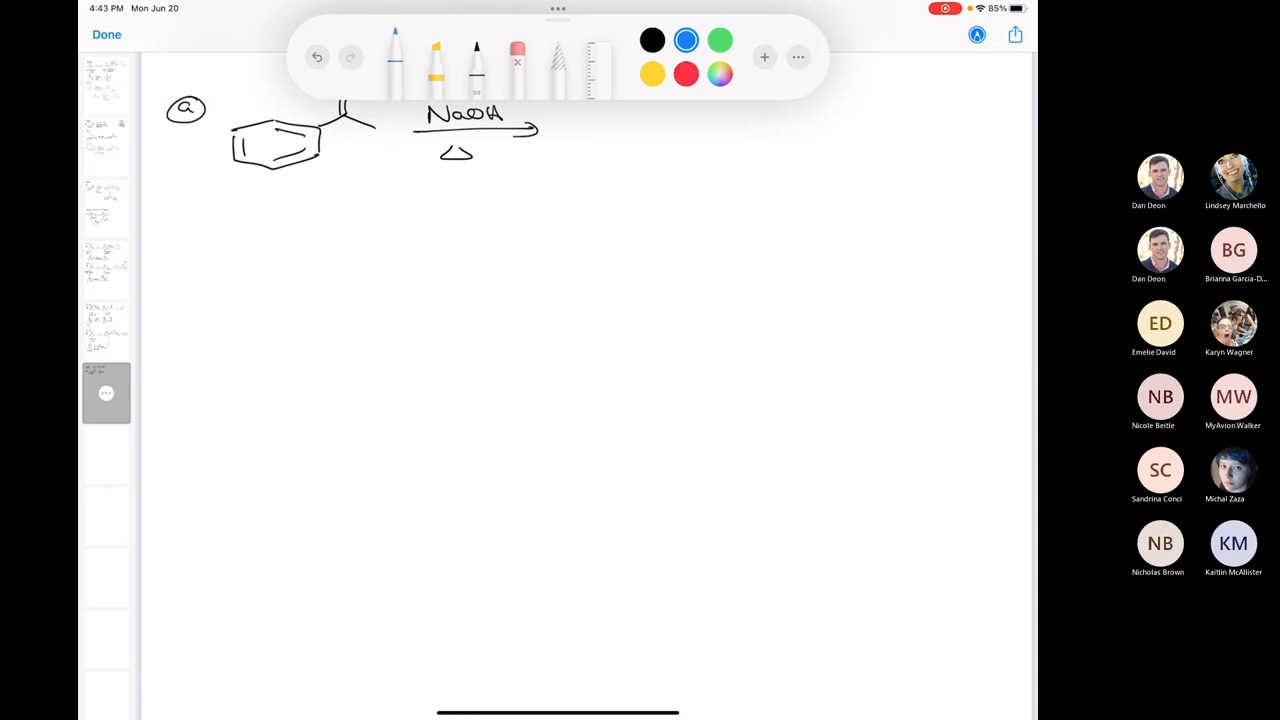 4:43 PM Mon Jun 20
85%
Done
50
a
NaOH
Δ
Dan Deon
Lindsey Marchello
BG
Dan Deon
Brianna Garcia-D...
ED
Emelie David
Karyn Wagner
NB
MW
Nicole Beitle
MyAvion Walker
SC
Sandrina Conci
Michal Zaza
NB
KM
Nicholas Brown
Kaitlin McAllister